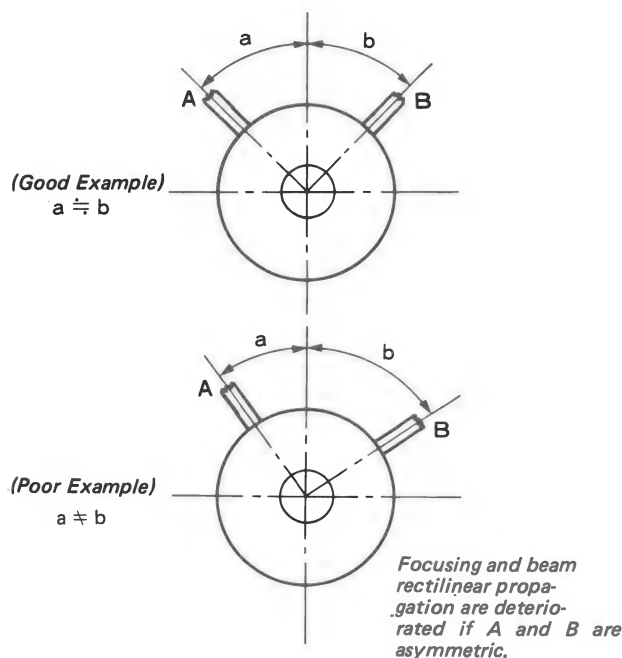 a b
A B
(Good Example)
a ≒ b
a b
A B
(Poor Example)
a ≠ b
Focusing and beam
rectilinear propa-
gation are deterio-
rated if A and B are
asymmetric.